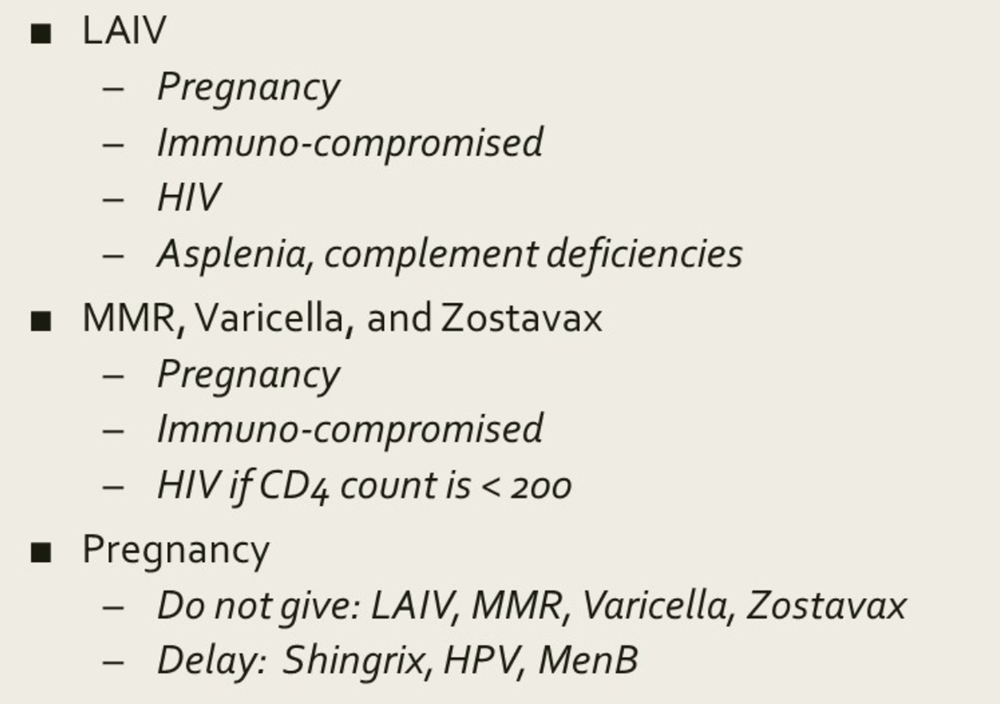 ■ LAIV
– Pregnancy
– Immuno-compromised
– HIV
– Asplenia, complement deficiencies
■ MMR, Varicella, and Zostavax
– Pregnancy
– Immuno-compromised
– HIV if CD4 count is < 200
■ Pregnancy
– Do not give: LAIV, MMR, Varicella, Zostavax
– Delay: Shingrix, HPV, MenB